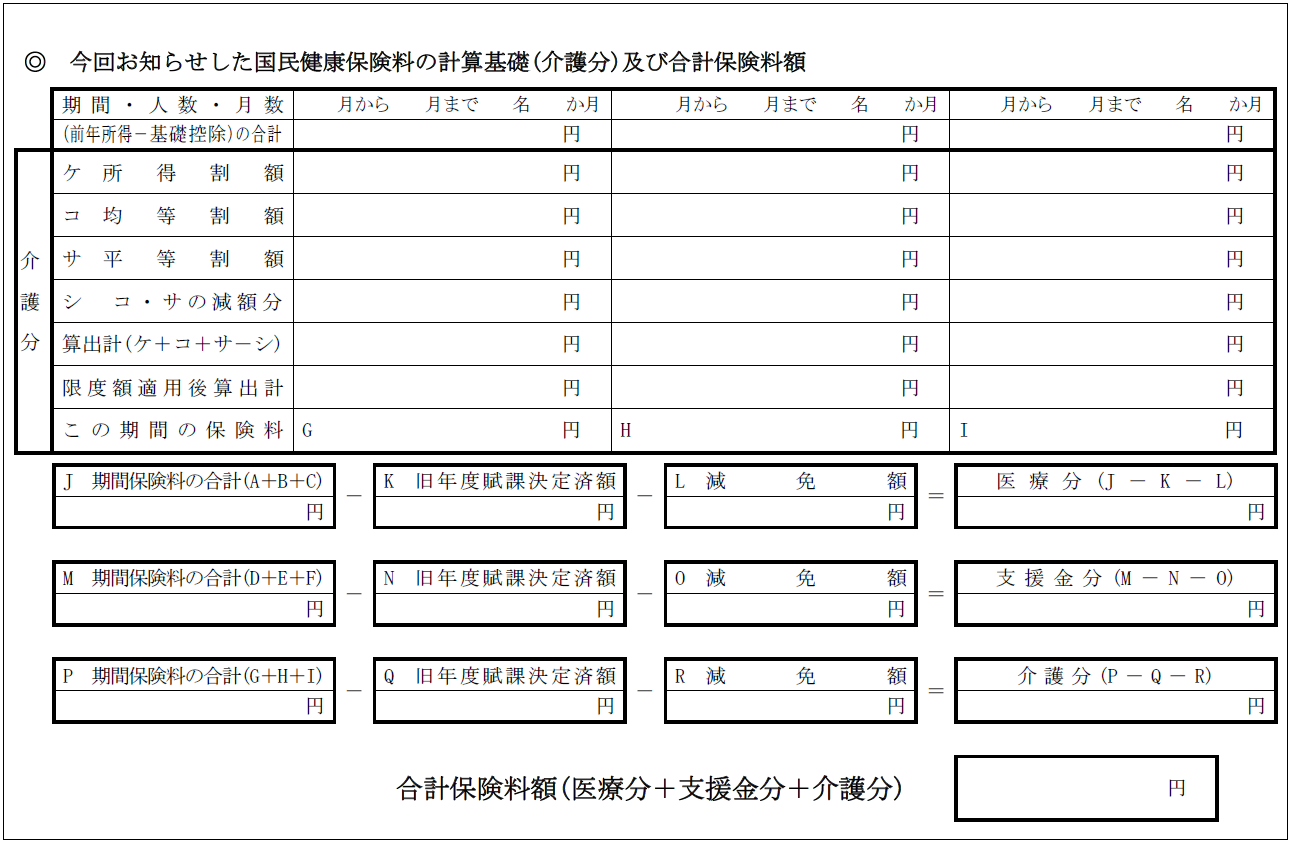 ◎ 今回お知らせした国民健康保険料の計算基礎(介護分)及び合計保険料額
期間・人数・月数 月から 月まで 名 か月 月から 月まで 名 か月 月から 月まで 名 か月
(前年所得-基礎控除)の合計 円 円 円
介護分
ケ所得割額 円 円 円
コ均等割額 円 円 円
サ平等割額 円 円 円
シ コ・サの減額分 円 円 円
算出計(ケ+コ+サ-シ) 円 円 円
限度額適用後算出計 円 円 円
この期間の保険料 G 円 H 円 I 円
J 期間保険料の合計(A+B+C) - K 旧年度賦課決定済額 - L 減免額 = 医療分(J-K-L)
円 円 円 円
M 期間保険料の合計(D+E+F) - N 旧年度賦課決定済額 - O 減免額 = 支援金分(M-N-O)
円 円 円 円
P 期間保険料の合計(G+H+I) - Q 旧年度賦課決定済額 - R 減免額 = 介護分(P-Q-R)
円 円 円 円
合計保険料額(医療分+支援金分+介護分) 円